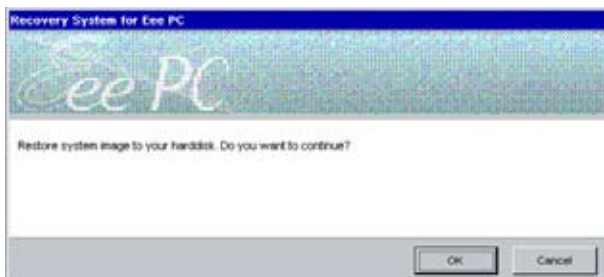 Recovery System for Eee PC
Eee PC
Restore system image to your harddisk. Do you want to continue?
OK Cancel